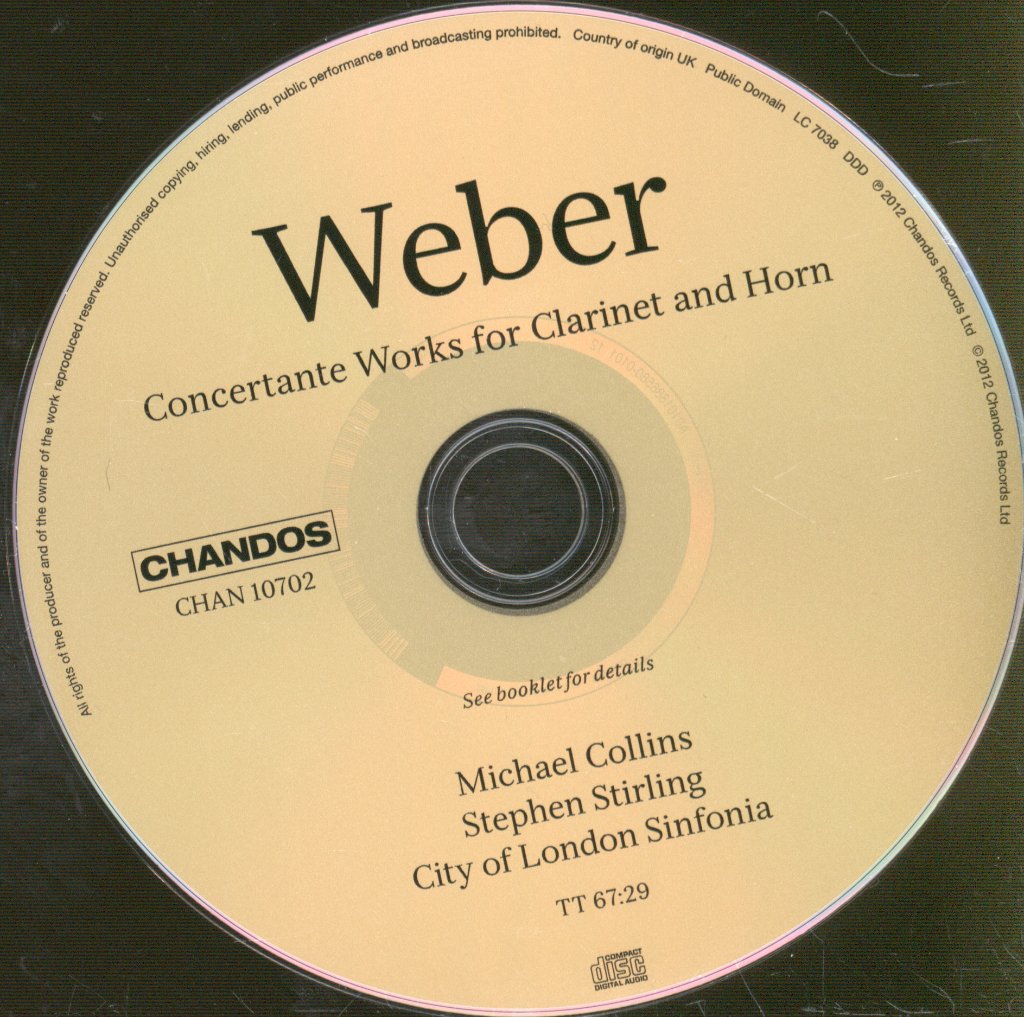 All rights of the producer and of the owner of the work reproduced reserved. Unauthorised copying, hiring, lending, public performance and broadcasting prohibited. Country of origin UK Public Domain LC 7038 DDD ℗ 2012 Chandos Records Ltd © 2012 Chandos Records Ltd
Weber
Concertante Works for Clarinet and Horn
CHANDOS
CHAN 10702
See booklet for details
Michael Collins
Stephen Stirling
City of London Sinfonia
TT 67:29
COMPACT
disc
DIGITAL AUDIO